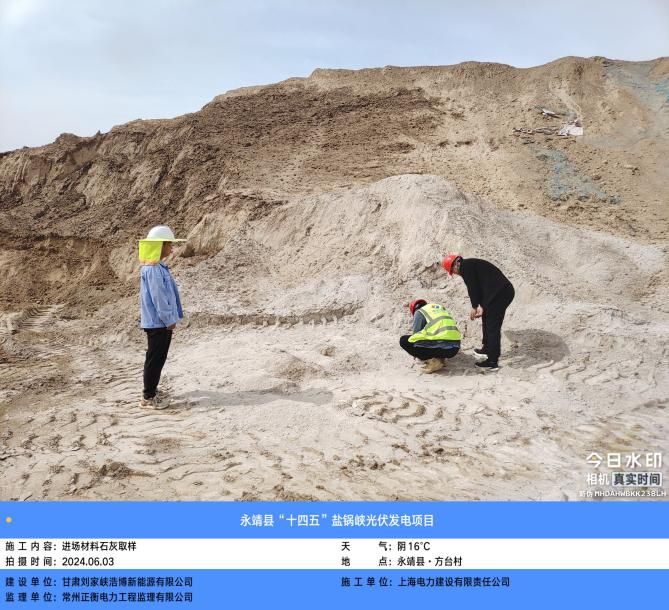 今日水印
相机 真实时间
防伪 MHDAHWBKK23BLH
永靖县“十四五”盐锅峡光伏发电项目
施工内容：进场材料石灰取样
天气：阴16℃
拍摄时间：2024.06.03
地点：永靖县·方台村
建设单位：甘肃刘家峡浩博新能源有限公司
施工单位：上海电力建设有限责任公司
监理单位：常州正衡电力工程监理有限公司